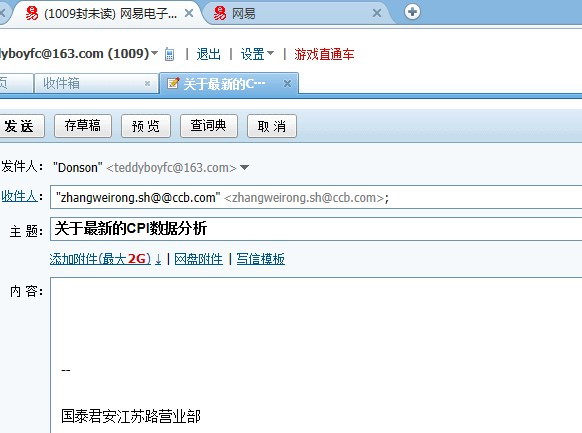 (1009封未读) 网易电子... 网易
dyboyfc@163.com (1009) | 退出 | 设置 | 游戏直通车
页 收件箱 关于最新的C…
发送 存草稿 预览 查词典 取消
发件人： "Donson" <teddyboyfc@163.com>
收件人： "zhangweirong.sh@@ccb.com" <zhangweirong.sh@ccb.com>;
主 题： 关于最新的CPI数据分析
添加附件(最大2G) ↓ | 网盘附件 | 写信模板
内 容：
--
国泰君安江苏路营业部